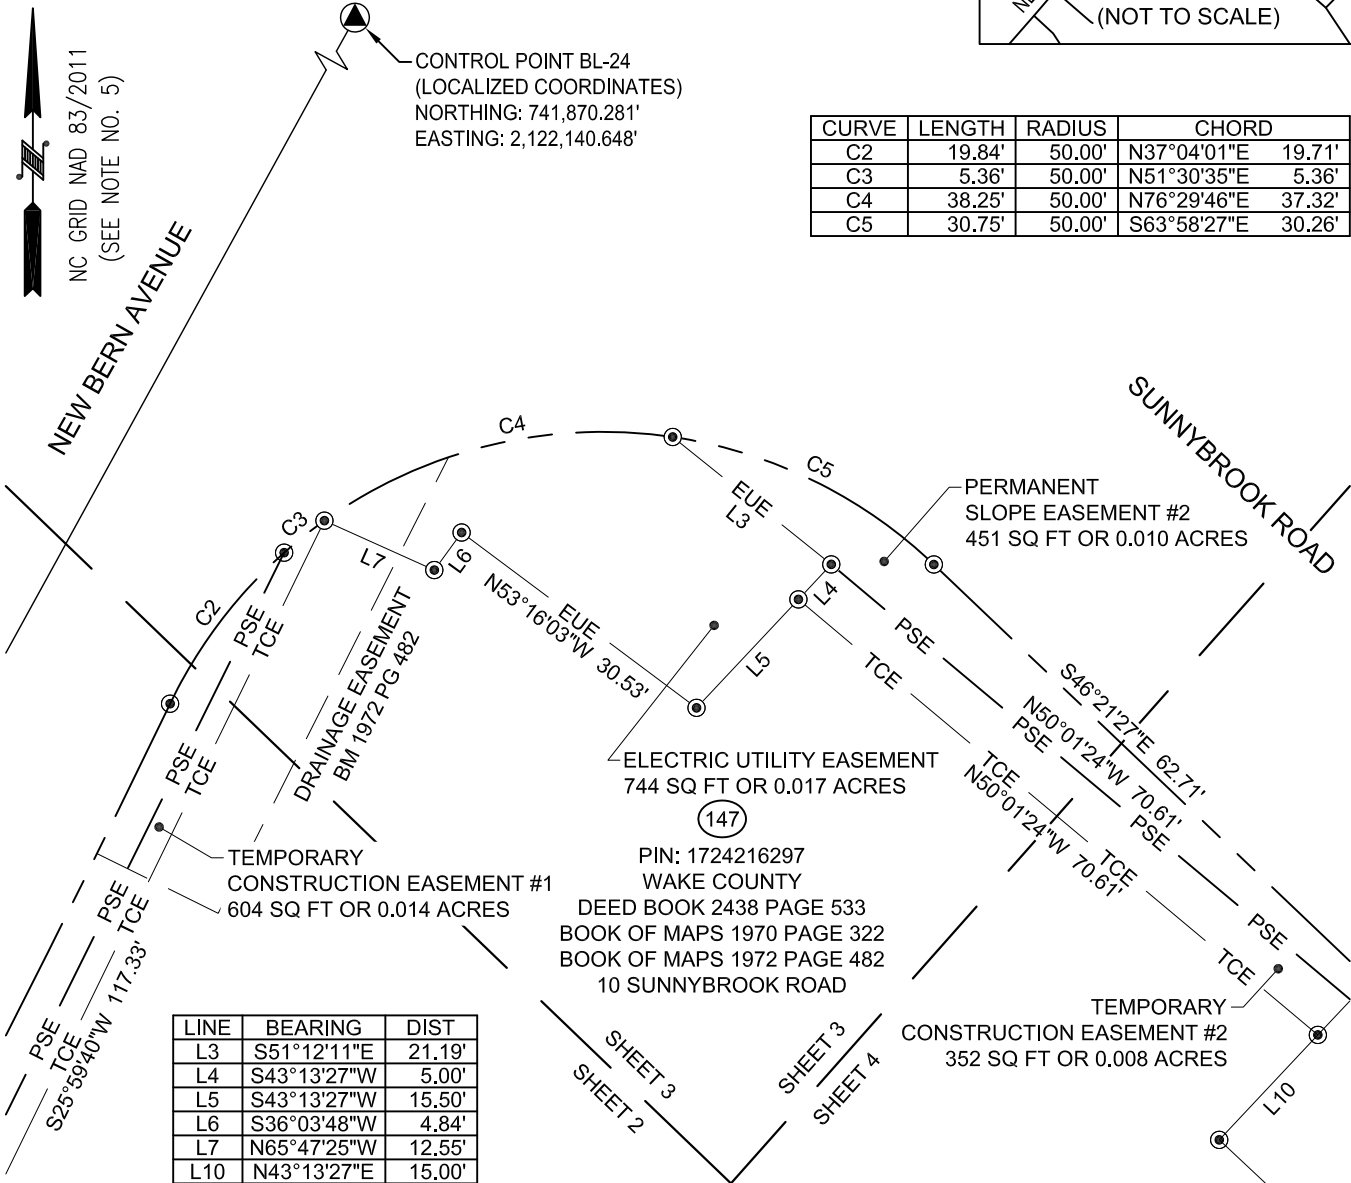 NC GRID NAD 83/2011
(SEE NOTE NO. 5)
CONTROL POINT BL-24
(LOCALIZED COORDINATES)
NORTHING: 741,870.281'
EASTING: 2,122,140.648'
(NOT TO SCALE)
CURVE LENGTH RADIUS CHORD
C2 19.84' 50.00' N37°04'01"E 19.71'
C3 5.36' 50.00' N51°30'35"E 5.36'
C4 38.25' 50.00' N76°29'46"E 37.32'
C5 30.75' 50.00' S63°58'27"E 30.26'
NEW BERN AVENUE
SUNNYBROOK ROAD
C4
C5
C3
C2
EUE
L3
PERMANENT
SLOPE EASEMENT #2
451 SQ FT OR 0.010 ACRES
L7
L6
L4
L5
EUE
N53°16'03"W 30.53'
PSE
TCE
PSE
TCE
DRAINAGE EASEMENT
BM 1972 PG 482
PSE
TCE
S46°21'27"E 62.71'
N50°01'24"W 70.61'
PSE
PSE
TCE
N50°01'24"W 70.61'
TCE
ELECTRIC UTILITY EASEMENT
744 SQ FT OR 0.017 ACRES
147
PIN: 1724216297
WAKE COUNTY
DEED BOOK 2438 PAGE 533
BOOK OF MAPS 1970 PAGE 322
BOOK OF MAPS 1972 PAGE 482
10 SUNNYBROOK ROAD
TEMPORARY
CONSTRUCTION EASEMENT #1
604 SQ FT OR 0.014 ACRES
PSE
TCE
PSE
TCE
S25°59'40"W 117.33'
PSE
TCE
TEMPORARY
CONSTRUCTION EASEMENT #2
352 SQ FT OR 0.008 ACRES
L10
LINE BEARING DIST
L3 S51°12'11"E 21.19'
L4 S43°13'27"W 5.00'
L5 S43°13'27"W 15.50'
L6 S36°03'48"W 4.84'
L7 N65°47'25"W 12.55'
L10 N43°13'27"E 15.00'
SHEET 3
SHEET 2
SHEET 3
SHEET 4